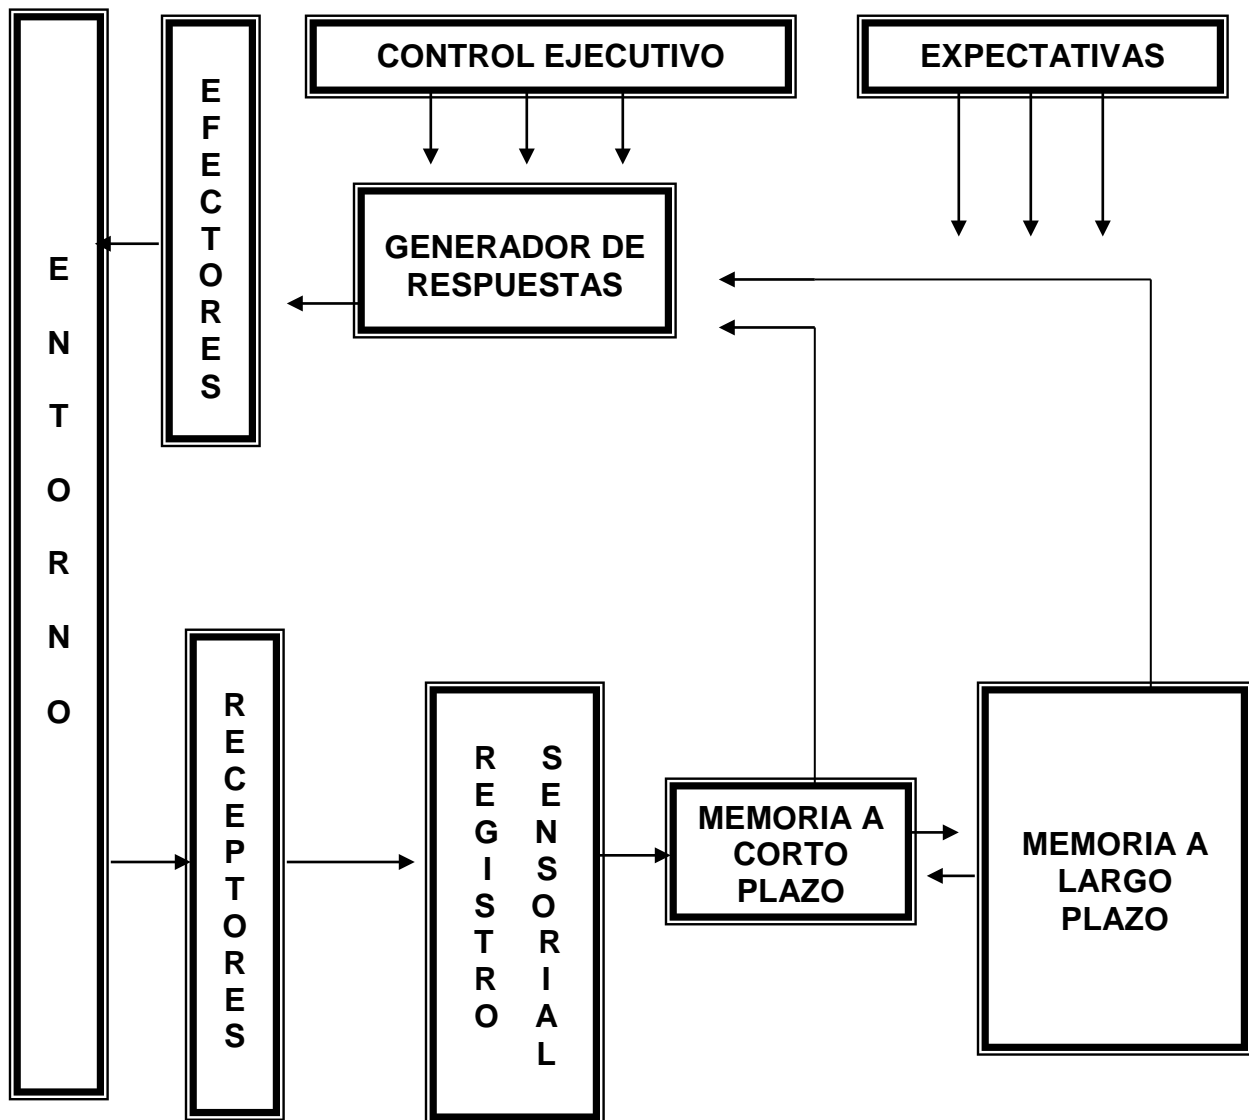 CONTROL EJECUTIVO
EXPECTATIVAS
ENTORNO
EFECTORES
GENERADOR DE
RESPUESTAS
RECEPTORES
REGISTRO
SENSORIAL
MEMORIA A
CORTO
PLAZO
MEMORIA A
LARGO
PLAZO